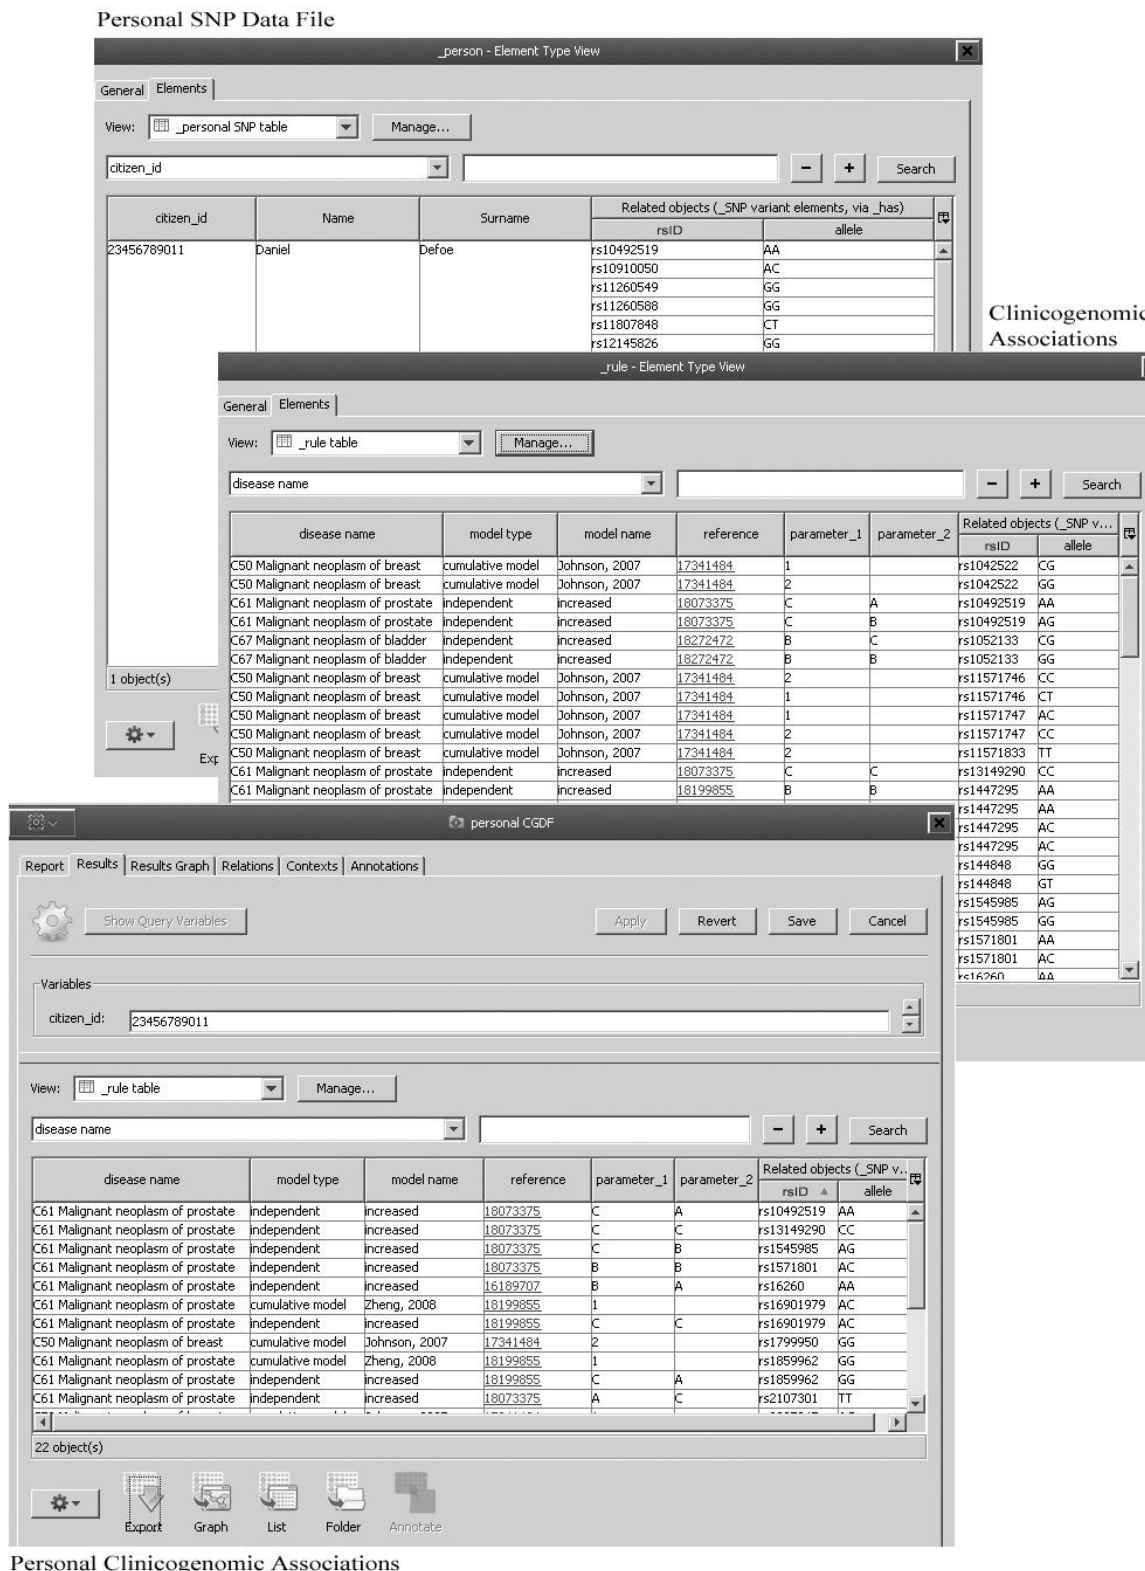 Personal SNP Data File
_person - Element Type View
General Elements
View: _personal SNP table Manage...
citizen_id - + Search
citizen_id Name Surname Related objects (_SNP variant elements, via _has)
rsID allele
23456789011 Daniel Defoe rs10492519 AA
rs10910050 AC
rs11260549 GG
rs11260588 GG
rs11807848 CT
rs12145826 GG
1 object(s)
Exp
Clinicogenomic
Associations
_rule - Element Type View
General Elements
View: _rule table Manage...
disease name - + Search
disease name model type model name reference parameter_1 parameter_2 Related objects (_SNP v...
rsID allele
C50 Malignant neoplasm of breast cumulative model Johnson, 2007 17341484 1 rs1042522 CG
C50 Malignant neoplasm of breast cumulative model Johnson, 2007 17341484 2 rs1042522 GG
C61 Malignant neoplasm of prostate independent increased 18073375 C A rs10492519 AA
C61 Malignant neoplasm of prostate independent increased 18073375 C B rs10492519 AG
C67 Malignant neoplasm of bladder independent increased 18272472 B C rs1052133 CG
C67 Malignant neoplasm of bladder independent increased 18272472 B B rs1052133 GG
C50 Malignant neoplasm of breast cumulative model Johnson, 2007 17341484 2 rs11571746 CC
C50 Malignant neoplasm of breast cumulative model Johnson, 2007 17341484 1 rs11571746 CT
C50 Malignant neoplasm of breast cumulative model Johnson, 2007 17341484 1 rs11571747 AC
C50 Malignant neoplasm of breast cumulative model Johnson, 2007 17341484 2 rs11571747 CC
C50 Malignant neoplasm of breast cumulative model Johnson, 2007 17341484 2 rs11571833 TT
C61 Malignant neoplasm of prostate independent increased 18073375 C C rs13149290 CC
C61 Malignant neoplasm of prostate independent increased 18199855 B B rs1447295 AA
rs1447295 AA
rs1447295 AC
rs1447295 AC
rs144848 GG
rs144848 GT
rs1545985 AG
rs1545985 GG
rs1571801 AA
rs1571801 AC
rs16260 AA
personal CGDF
Report Results Results Graph Relations Contexts Annotations
Show Query Variables Apply Revert Save Cancel
Variables
citizen_id: 23456789011
View: _rule table Manage...
disease name - + Search
disease name model type model name reference parameter_1 parameter_2 Related objects (_SNP v..
rsID allele
C61 Malignant neoplasm of prostate independent increased 18073375 C A rs10492519 AA
C61 Malignant neoplasm of prostate independent increased 18073375 C C rs13149290 CC
C61 Malignant neoplasm of prostate independent increased 18073375 C B rs1545985 AG
C61 Malignant neoplasm of prostate independent increased 18073375 B B rs1571801 AC
C61 Malignant neoplasm of prostate independent increased 16189707 B A rs16260 AA
C61 Malignant neoplasm of prostate cumulative model Zheng, 2008 18199855 1 rs16901979 AC
C61 Malignant neoplasm of prostate independent increased 18199855 C C rs16901979 AC
C50 Malignant neoplasm of breast cumulative model Johnson, 2007 17341484 2 rs1799950 GG
C61 Malignant neoplasm of prostate cumulative model Zheng, 2008 18199855 1 rs1859962 GG
C61 Malignant neoplasm of prostate independent increased 18199855 C A rs1859962 GG
C61 Malignant neoplasm of prostate independent increased 18073375 A C rs2107301 TT
22 object(s)
Export Graph List Folder Annotate
Personal Clinicogenomic Associations